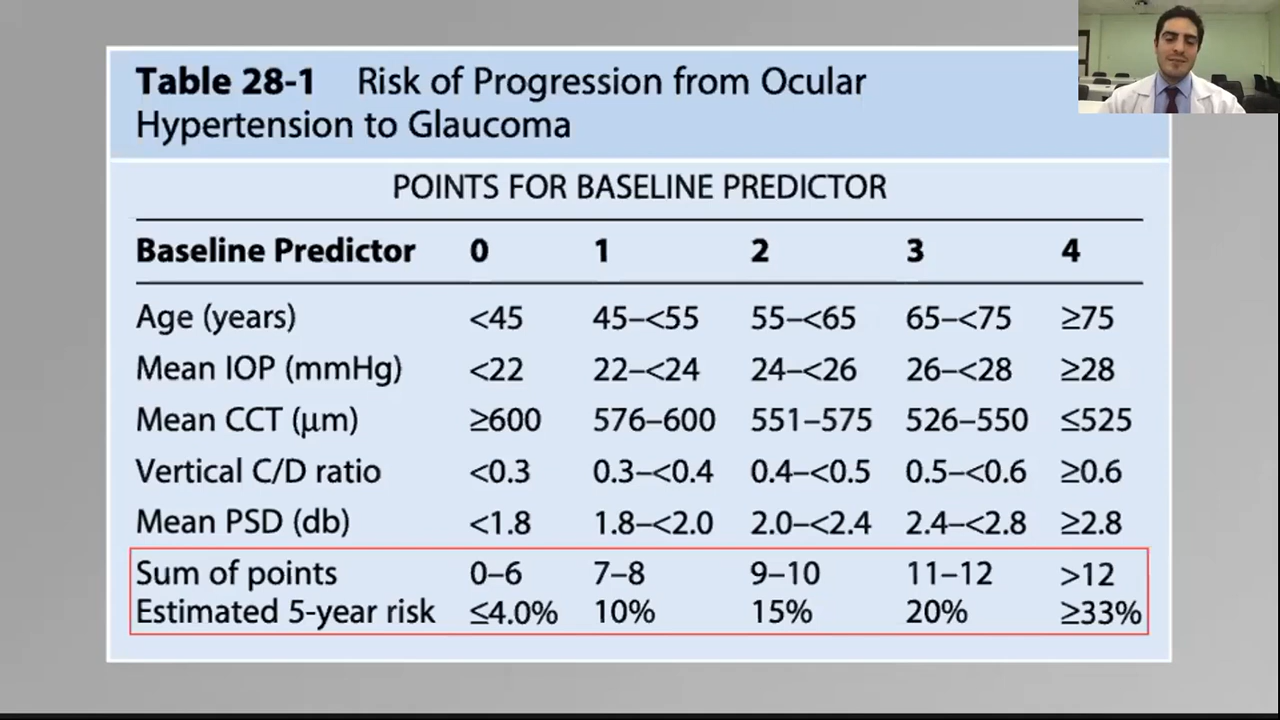 Table 28-1 Risk of Progression from Ocular
Hypertension to Glaucoma
POINTS FOR BASELINE PREDICTOR
Baseline Predictor 0 1 2 3 4
Age (years) <45 45–<55 55–<65 65–<75 ≥75
Mean IOP (mmHg) <22 22–<24 24–<26 26–<28 ≥28
Mean CCT (μm) ≥600 576–600 551–575 526–550 ≤525
Vertical C/D ratio <0.3 0.3–<0.4 0.4–<0.5 0.5–<0.6 ≥0.6
Mean PSD (db) <1.8 1.8–<2.0 2.0–<2.4 2.4–<2.8 ≥2.8
Sum of points 0–6 7–8 9–10 11–12 >12
Estimated 5-year risk ≤4.0% 10% 15% 20% ≥33%